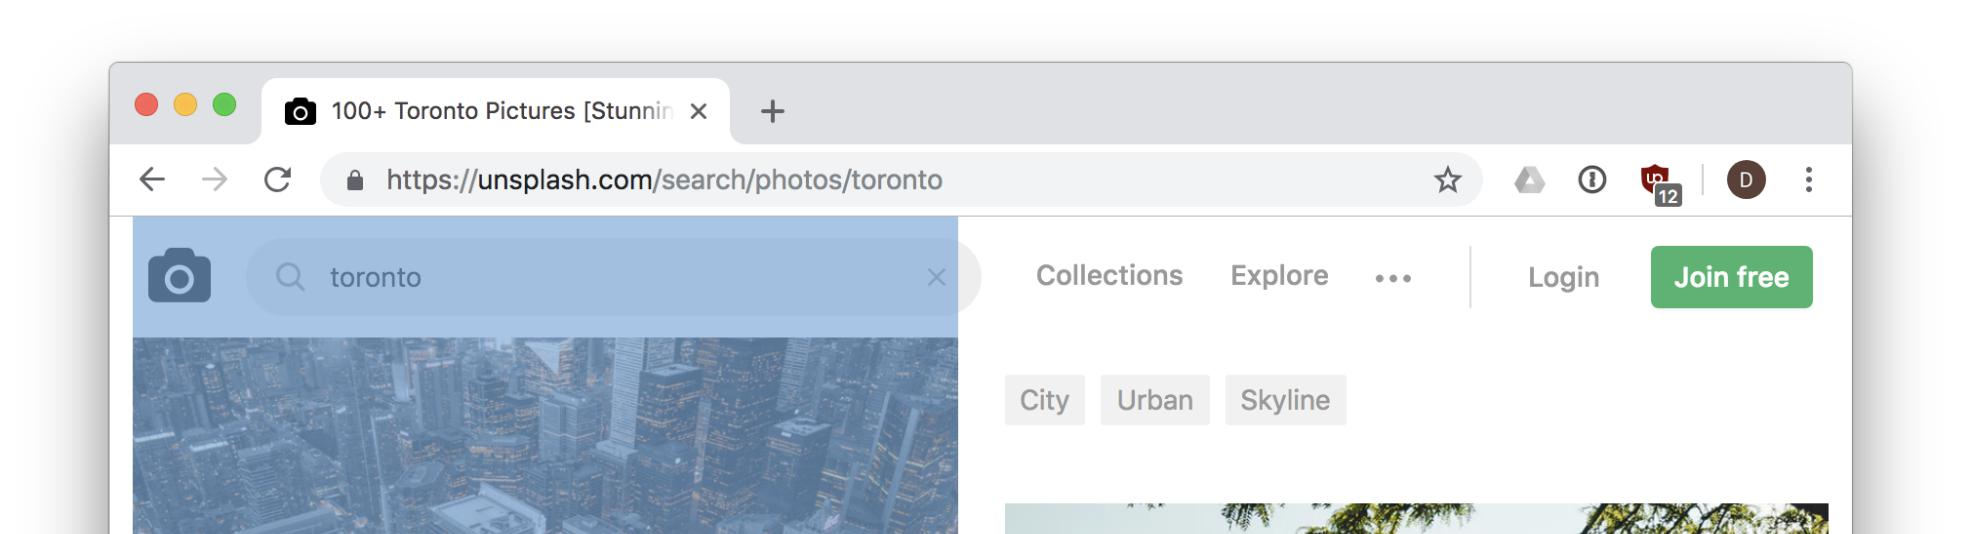 100+ Toronto Pictures [Stunnin
https://unsplash.com/search/photos/toronto
12
D
toronto
Collections
Explore
Login
Join free
City
Urban
Skyline